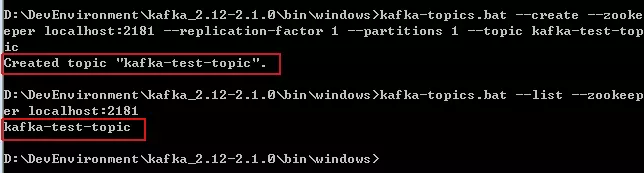 D:\DevEnvironment\kafka_2.12-2.1.0\bin\windows>kafka-topics.bat --create --zooke
eper localhost:2181 --replication-factor 1 --partitions 1 --topic kafka-test-top
ic
Created topic "kafka-test-topic".
D:\DevEnvironment\kafka_2.12-2.1.0\bin\windows>kafka-topics.bat --list --zookeep
er localhost:2181
kafka-test-topic
D:\DevEnvironment\kafka_2.12-2.1.0\bin\windows>